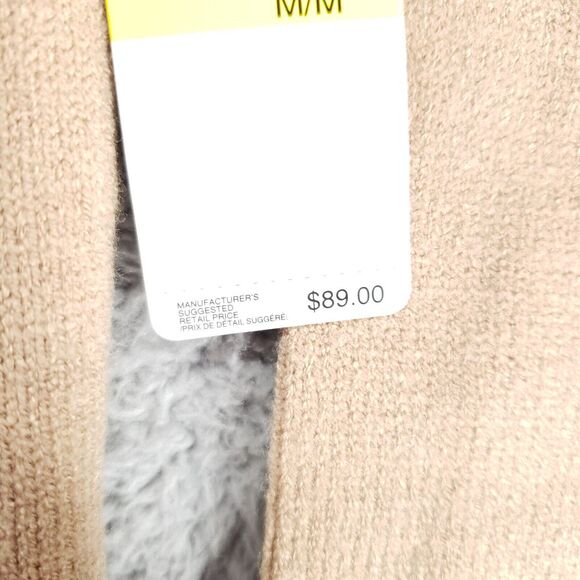 M/M
MANUFACTURER'S
SUGGESTED
RETAIL PRICE
/PRIX DE DÉTAIL SUGGÉRÉ:
$89.00